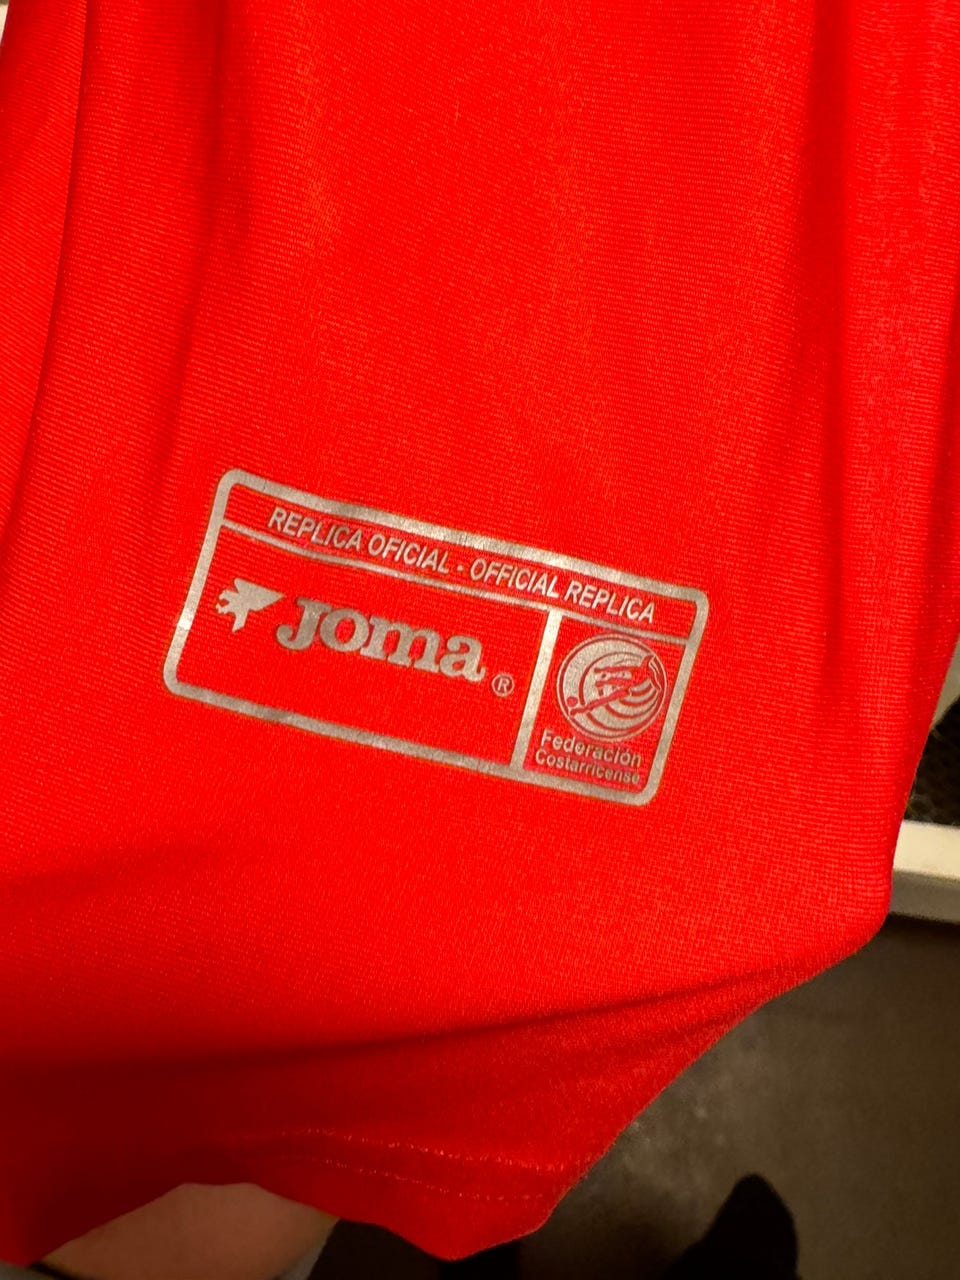 REPLICA OFICIAL - OFFICIAL REPLICA
Joma ®
Federación
Costarricense